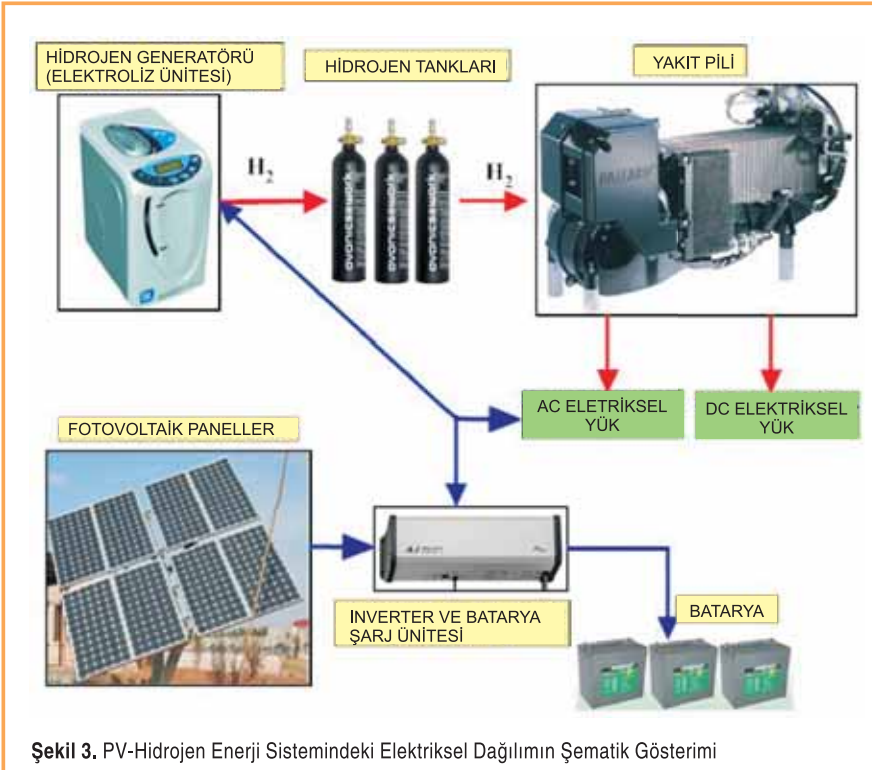 HİDROJEN GENERATÖRÜ
(ELEKTROLİZ ÜNİTESİ)
HİDROJEN TANKLARI
YAKIT PİLİ
H2
H2
BALLARD
AC ELETRİKSEL
YÜK
DC ELEKTRİKSEL
YÜK
FOTOVOLTAİK PANELLER
INVERTER VE BATARYA
ŞARJ ÜNİTESİ
BATARYA
Şekil 3. PV-Hidrojen Enerji Sistemindeki Elektriksel Dağılımın Şematik Gösterimi